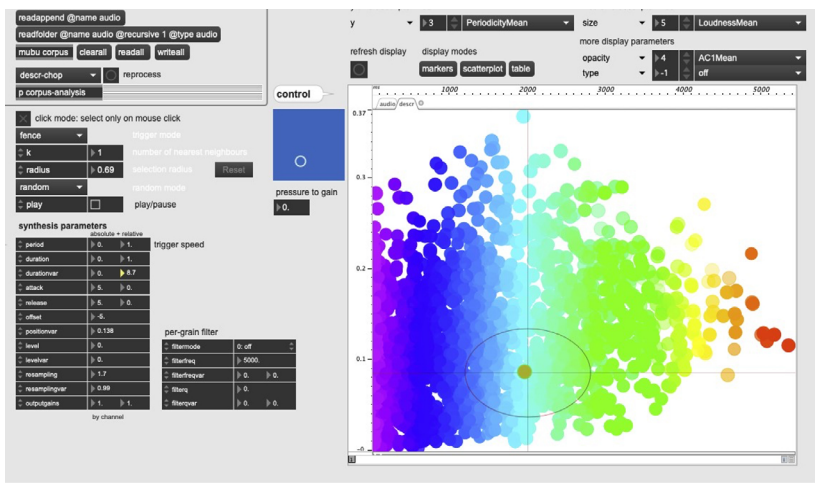 readappend @name audio
readfolder @name audio @recursive 1 @type audio
mubu corpus clearall readall writeall
descr-chop reprocess
p corpus-analysis
click mode: select only on mouse click
fence trigger mode
k 1 number of nearest neighbours
radius 0.69 selection radius Reset
random random mode
play play/pause
synthesis parameters
absolute + relative
period 0. 1. trigger speed
duration 0. 1.
durationvar 0. 8.7
attack 5. 0.
release 5. 0.
offset -5.
positionvar 0.138
level 0.
levelvar 0.
resampling 1.7
resamplingvar 0.99
outputgains 1. 1.
by channel
per-grain filter
filtermode 0: off
filterfreq 5000.
filterfreqvar 0. 0.
filterq 0.
filterqvar 0. 0.
control
pressure to gain
0.
y 3 PeriodicityMean size 5 LoudnessMean
more display parameters
refresh display display modes opacity 4 AC1Mean
markers scatterplot table type -1 off
ms 1000 2000 3000 4000 5000
audio descr
0.37
0.3
0.2
0.1
-0.